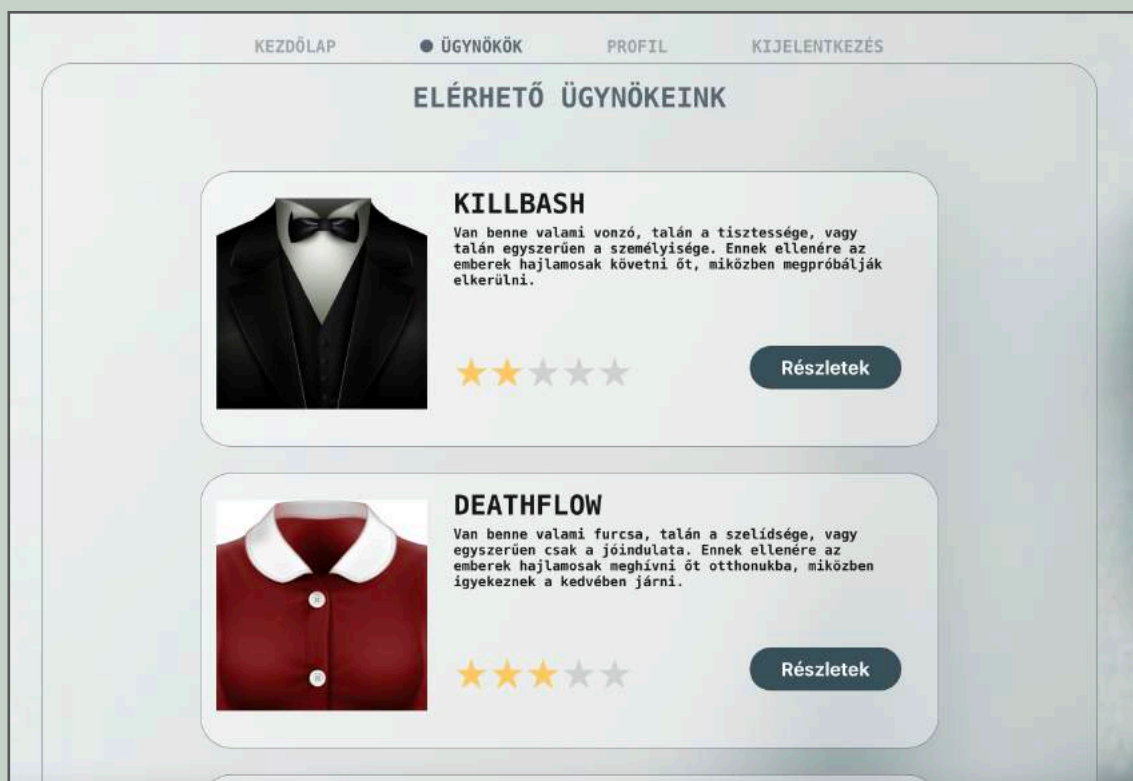 KEZDŐLAP
ÜGYNÖKÖK
PROFIL
KIJELENTKEZÉS
ELÉRHETŐ ÜGYNÖKEINK
KILLBASH
Van benne valami vonzó, talán a tisztessége, vagy
talán egyszerűen a személyisége. Ennek ellenére az
emberek hajlamosak követni őt, miközben megpróbálják
elkerülni.
Részletek
DEATHFLOW
Van benne valami furcsa, talán a szelídsége, vagy
egyszerűen csak a jóindulata. Ennek ellenére az
emberek hajlamosak meghívni őt otthonukba, miközben
igyekeznek a kedvében járni.
Részletek